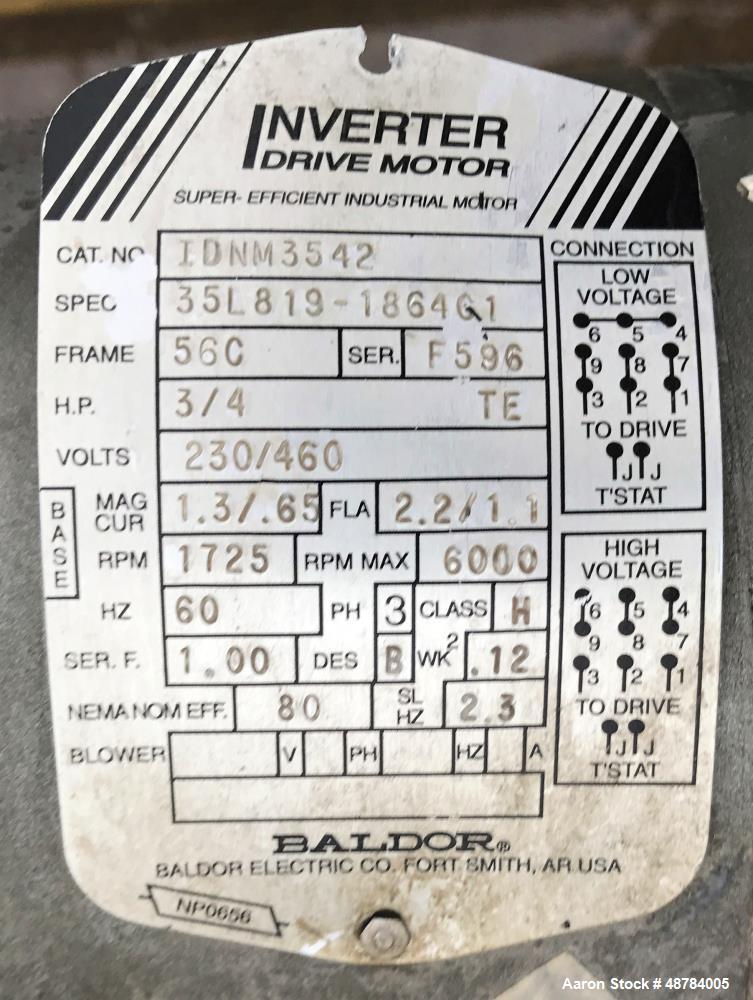 INVERTER
DRIVE MOTOR
SUPER-EFFICIENT INDUSTRIAL MOTOR
CAT. NO IDNM3542
SPEC 35L819-1864G1
FRAME 56C SER. F596
H.P. 3/4 TE
VOLTS 230/460
BASE
MAG CUR 1.3/.65 FLA 2.2/1.1
RPM 1725 RPM MAX 6000
HZ 60 PH 3 CLASS H
SER. F. 1.00 DES B WK2 .12
NEMA NOM EFF. 80 SL HZ 2.3
BLOWER V PH HZ A
CONNECTION
LOW
VOLTAGE
6 5 4
9 8 7
3 2 1
TO DRIVE
J J
T'STAT
HIGH
VOLTAGE
6 5 4
9 8 7
3 2 1
TO DRIVE
J J
T'STAT
BALDOR®
BALDOR ELECTRIC CO. FORT SMITH, AR USA
NP0656
Aaron Stock # 48784005